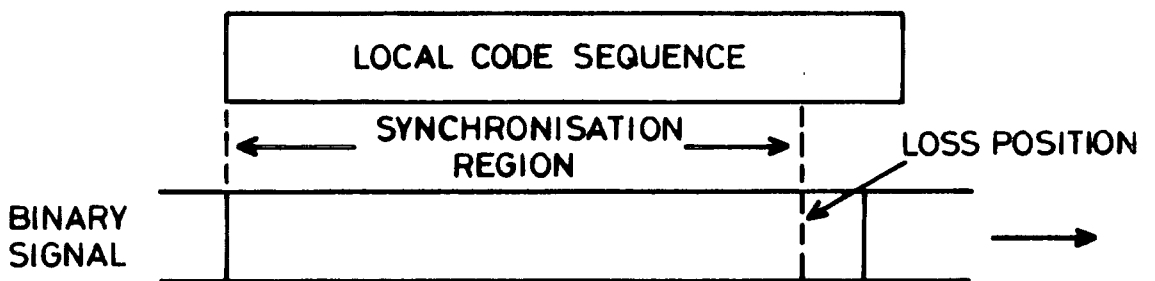 LOCAL CODE SEQUENCE
SYNCHRONISATION
REGION
LOSS POSITION
BINARY
SIGNAL